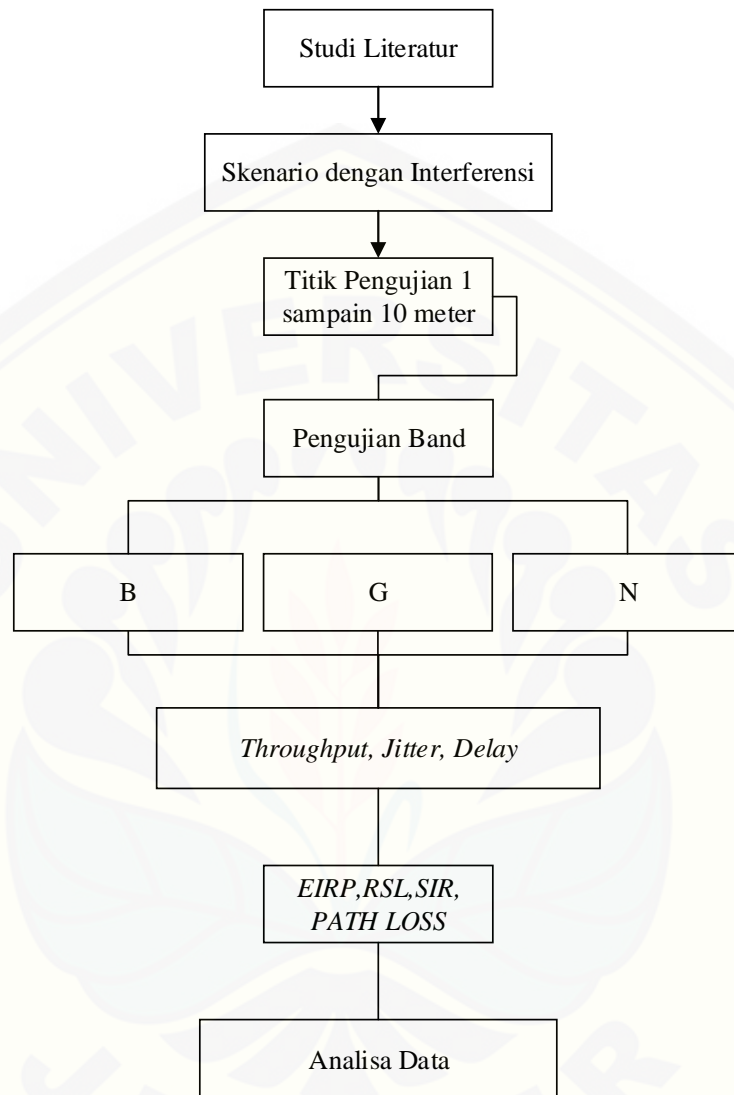 Studi Literatur
Skenario dengan Interferensi
Titik Pengujian 1
sampain 10 meter
Pengujian Band
B
G
N
Throughput, Jitter, Delay
EIRP,RSL,SIR,
PATH LOSS
Analisa Data
UNIVERSITAS